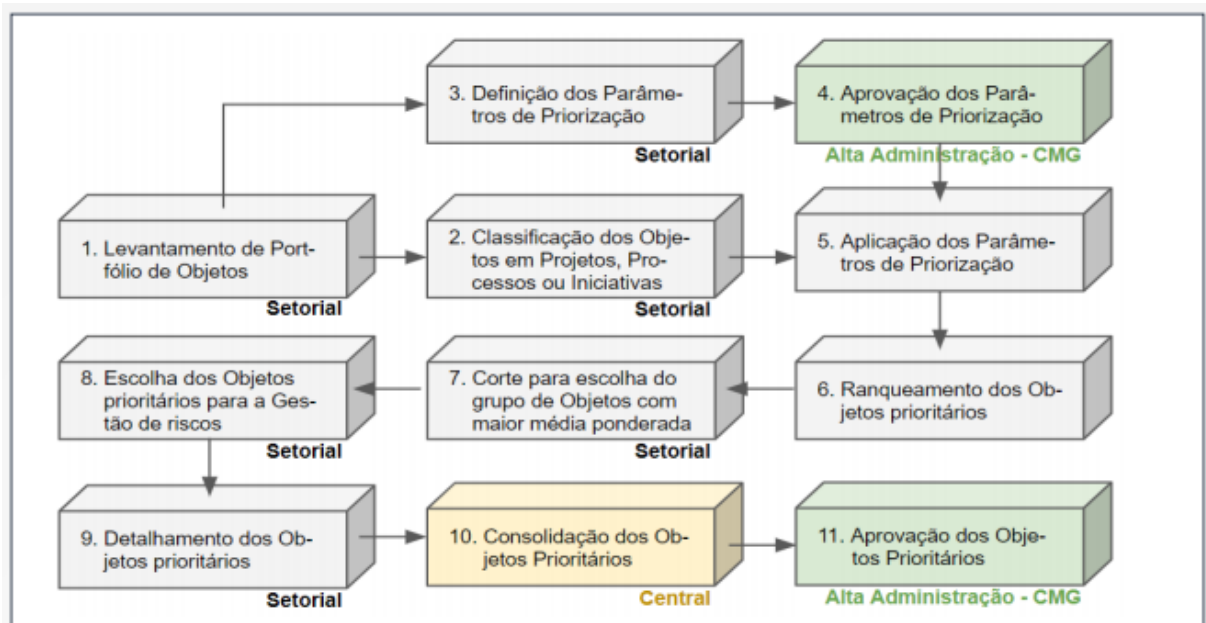 3. Definição dos Parâme-
tros de Priorização
Setorial
4. Aprovação dos Parâ-
metros de Priorização
Alta Administração - CMG
1. Levantamento de Port-
fólio de Objetos
Setorial
2. Classificação dos Obje-
tos em Projetos, Pro-
cessos ou Iniciativas
Setorial
5. Aplicação dos Parâme-
tros de Priorização
8. Escolha dos Objetos
prioritários para a Ges-
tão de riscos
Setorial
7. Corte para escolha do
grupo de Objetos com
maior média ponderada
Setorial
6. Ranqueamento dos Ob-
jetos prioritários
9. Detalhamento dos Ob-
jetos prioritários
Setorial
10. Consolidação dos Ob-
jetos Prioritários
Central
11. Aprovação dos Obje-
tos Prioritários
Alta Administração - CMG